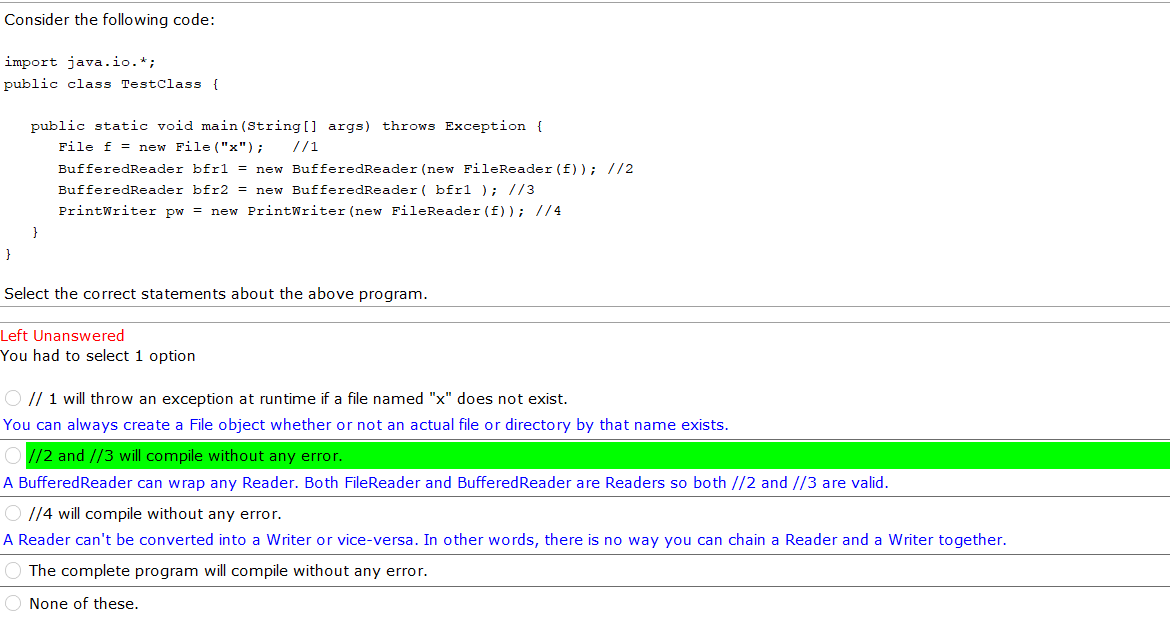 Consider the following code:
import java.io.*;
public class TestClass {
public static void main(String[] args) throws Exception {
File f = new File("x"); //1
BufferedReader bfr1 = new BufferedReader(new FileReader(f)); //2
BufferedReader bfr2 = new BufferedReader( bfr1 ); //3
PrintWriter pw = new PrintWriter(new FileReader(f)); //4
}
}
Select the correct statements about the above program.
Left Unanswered
You had to select 1 option
// 1 will throw an exception at runtime if a file named "x" does not exist.
You can always create a File object whether or not an actual file or directory by that name exists.
//2 and //3 will compile without any error.
A BufferedReader can wrap any Reader. Both FileReader and BufferedReader are Readers so both //2 and //3 are valid.
//4 will compile without any error.
A Reader can't be converted into a Writer or vice-versa. In other words, there is no way you can chain a Reader and a Writer together.
The complete program will compile without any error.
None of these.